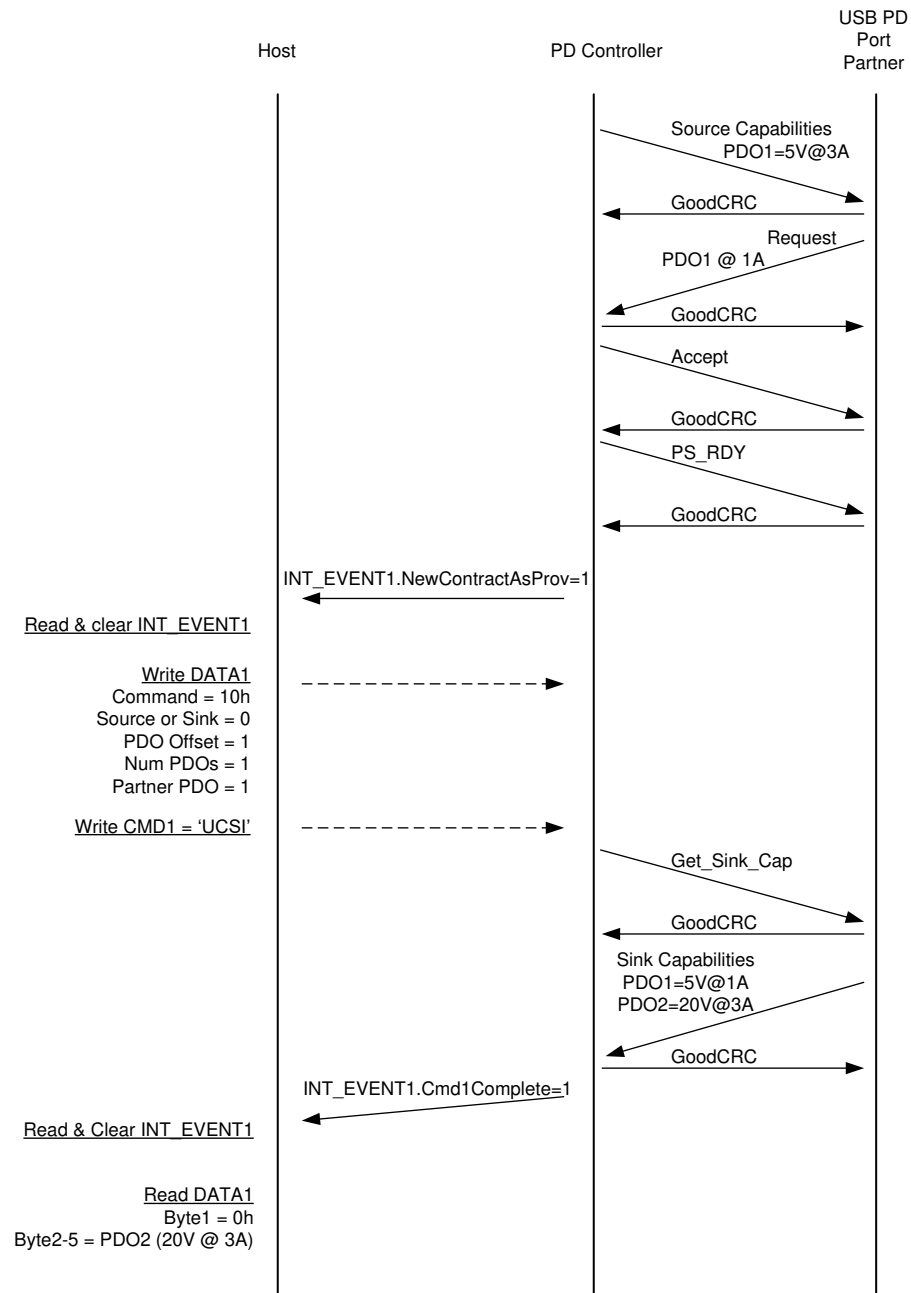 USB PD
Port
Partner
Host
PD Controller
Source Capabilities
PDO1=5V@3A
GoodCRC
Request
PDO1 @ 1A
GoodCRC
Accept
GoodCRC
PS_RDY
GoodCRC
INT_EVENT1.NewContractAsProv=1
Read & clear INT_EVENT1
Write DATA1
Command = 10h
Source or Sink = 0
PDO Offset = 1
Num PDOs = 1
Partner PDO = 1
Write CMD1 = ‘UCSI’
Get_Sink_Cap
GoodCRC
Sink Capabilities
PDO1=5V@1A
PDO2=20V@3A
GoodCRC
INT_EVENT1.Cmd1Complete=1
Read & Clear INT_EVENT1
Read DATA1
Byte1 = 0h
Byte2-5 = PDO2 (20V @ 3A)